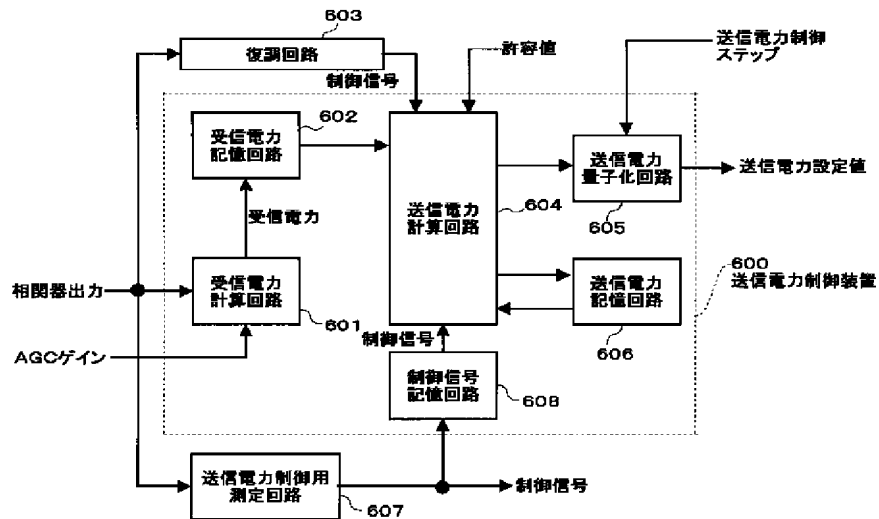 603
復調回路
制御信号
許容値
送信電力制御
ステップ
602
受信電力
記憶回路
受信電力
送信電力
計算回路
604
送信電力
量子化回路
605
送信電力設定値
相関器出力
受信電力
計算回路
601
AGCゲイン
送信電力
記憶回路
606
600
送信電力制御装置
制御信号
制御信号
記憶回路
608
送信電力制御用
測定回路
607
制御信号